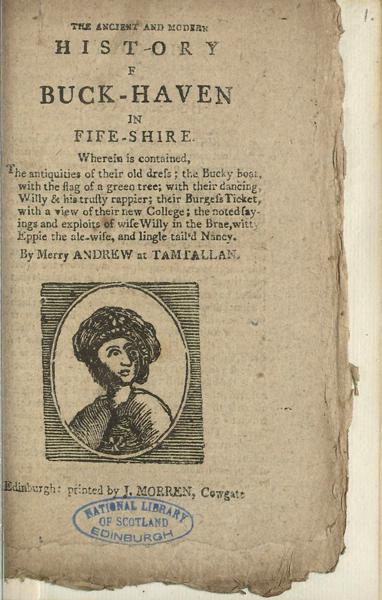 1.
THE ANCIENT AND MODERN
HISTORY
F
BUCK-HAVEN
IN
FIFE-SHIRE.
Wherein is contained,
The antiquities of their old dreſs; the Bucky boat,
with the flag of a green tree; with their dancing,
Willy & his truſty rappier; their Burgeſs Ticket,
with a view of their new College; the noted ſay-
ings and exploits of wiſe Willy in the Brae, witty
Eppie the ale-wife, and lingle tail'd Nancy.
By Merry ANDREW at TAMTALLAN.
Edinburgh: printed by J. MORREN, Cowgate
NATIONAL LIBRARY
OF SCOTLAND
EDINBURGH